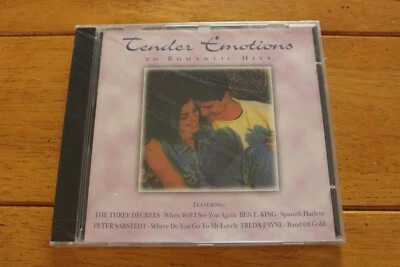 Tender Emotions
20 ROMANTIC HITS
FEATURING:
THE THREE DEGREES - When Will I See You Again BEN E. KING - Spanish Harlem
PETER SARSTEDT - Where Do You Go To My Lovely FREDA PAYNE - Band Of Gold